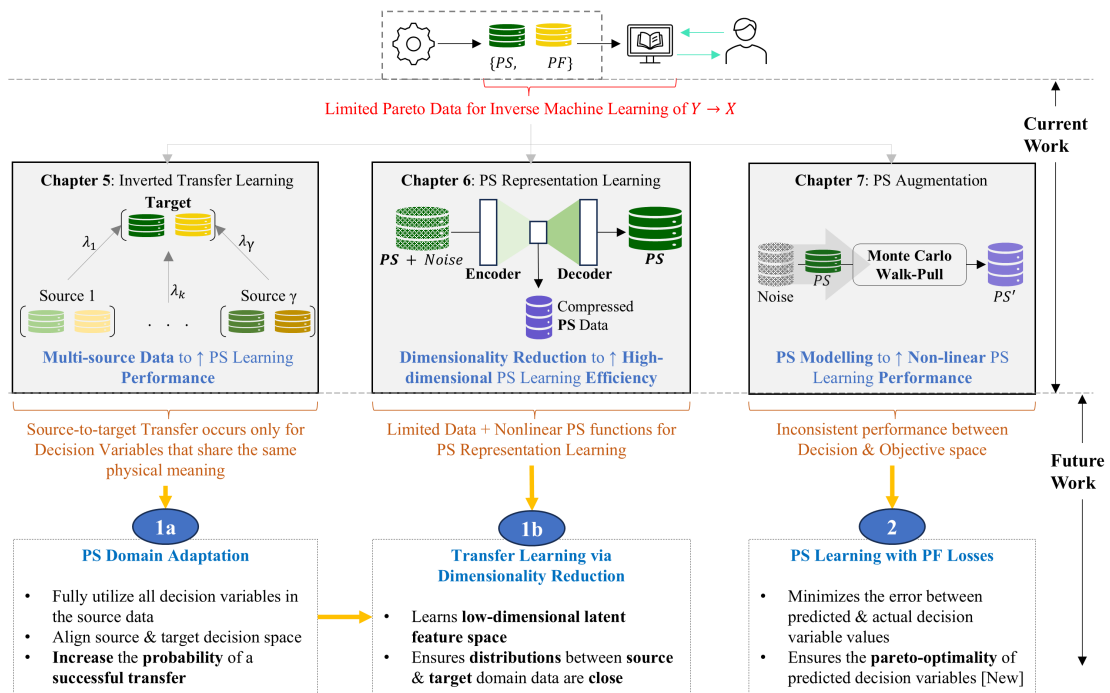 {PS, PF}
Limited Pareto Data for Inverse Machine Learning of Y → X
Current
Work
Chapter 5: Inverted Transfer Learning
Target
λ1
λk
λγ
Source 1
. . .
Source γ
Multi-source Data to ↑ PS Learning
Performance
Chapter 6: PS Representation Learning
PS + Noise
Encoder
Decoder
PS
Compressed
PS Data
Dimensionality Reduction to ↑ High-
dimensional PS Learning Efficiency
Chapter 7: PS Augmentation
Noise
PS
Monte Carlo
Walk-Pull
PS'
PS Modelling to ↑ Non-linear PS
Learning Performance
Source-to-target Transfer occurs only for
Decision Variables that share the same
physical meaning
Limited Data + Nonlinear PS functions for
PS Representation Learning
Inconsistent performance between
Decision & Objective space
Future
Work
1a
PS Domain Adaptation
• Fully utilize all decision variables in
the source data
• Align source & target decision space
• Increase the probability of a
successful transfer
1b
Transfer Learning via
Dimensionality Reduction
• Learns low-dimensional latent
feature space
• Ensures distributions between source
& target domain data are close
2
PS Learning with PF Losses
• Minimizes the error between
predicted & actual decision
variable values
• Ensures the pareto-optimality of
predicted decision variables [New]